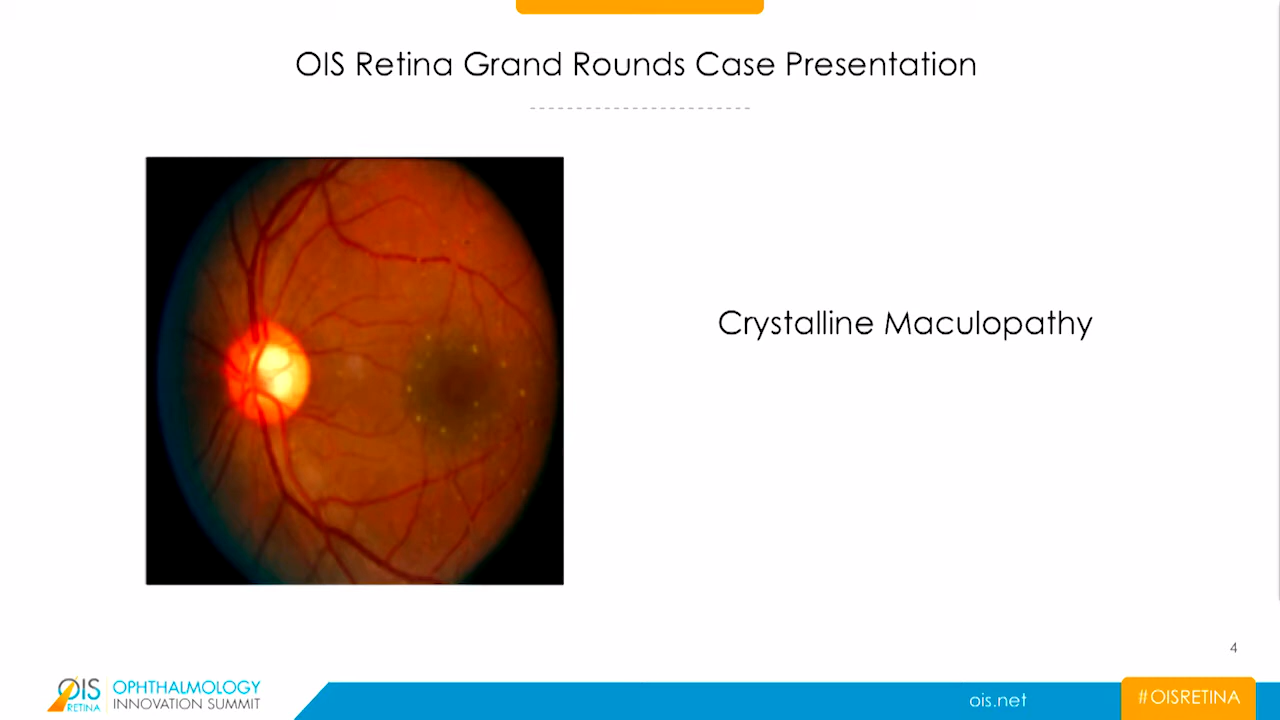 OIS Retina Grand Rounds Case Presentation
Crystalline Maculopathy
4
OIS RETINA
OPHTHALMOLOGY
INNOVATION SUMMIT
ois.net
#OISRETINA